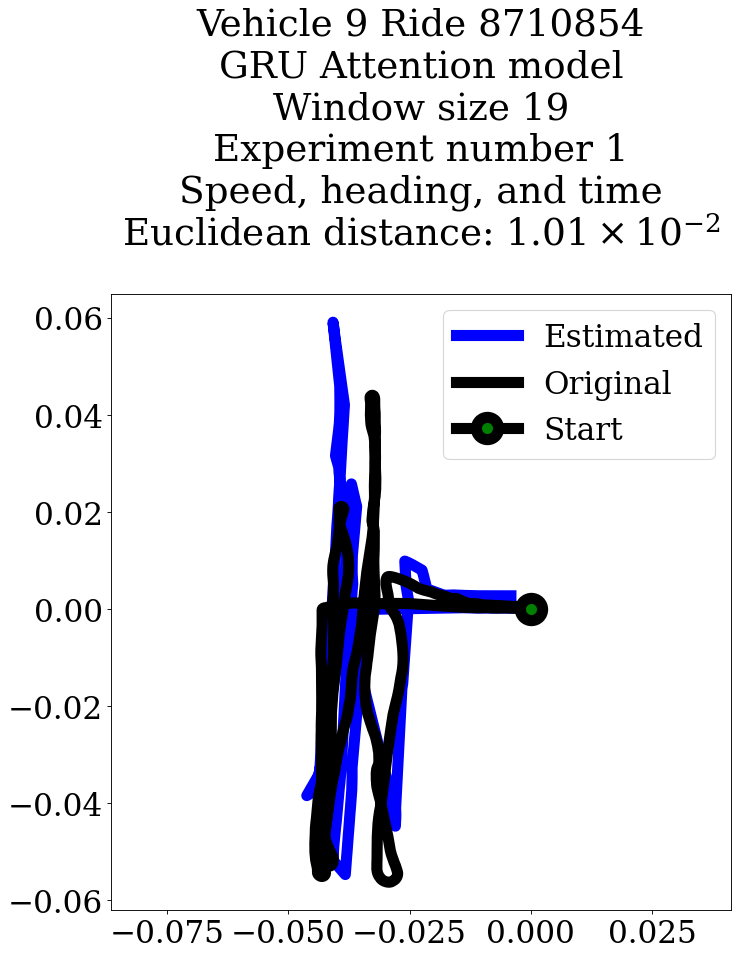 Vehicle 9 Ride 8710854
GRU Attention model
Window size 19
Experiment number 1
Speed, heading, and time
Euclidean distance: 1.01 × 10⁻²
Estimated
Original
Start
0.06
0.04
0.02
0.00
−0.02
−0.04
−0.06
−0.075 −0.050 −0.025 0.000 0.025